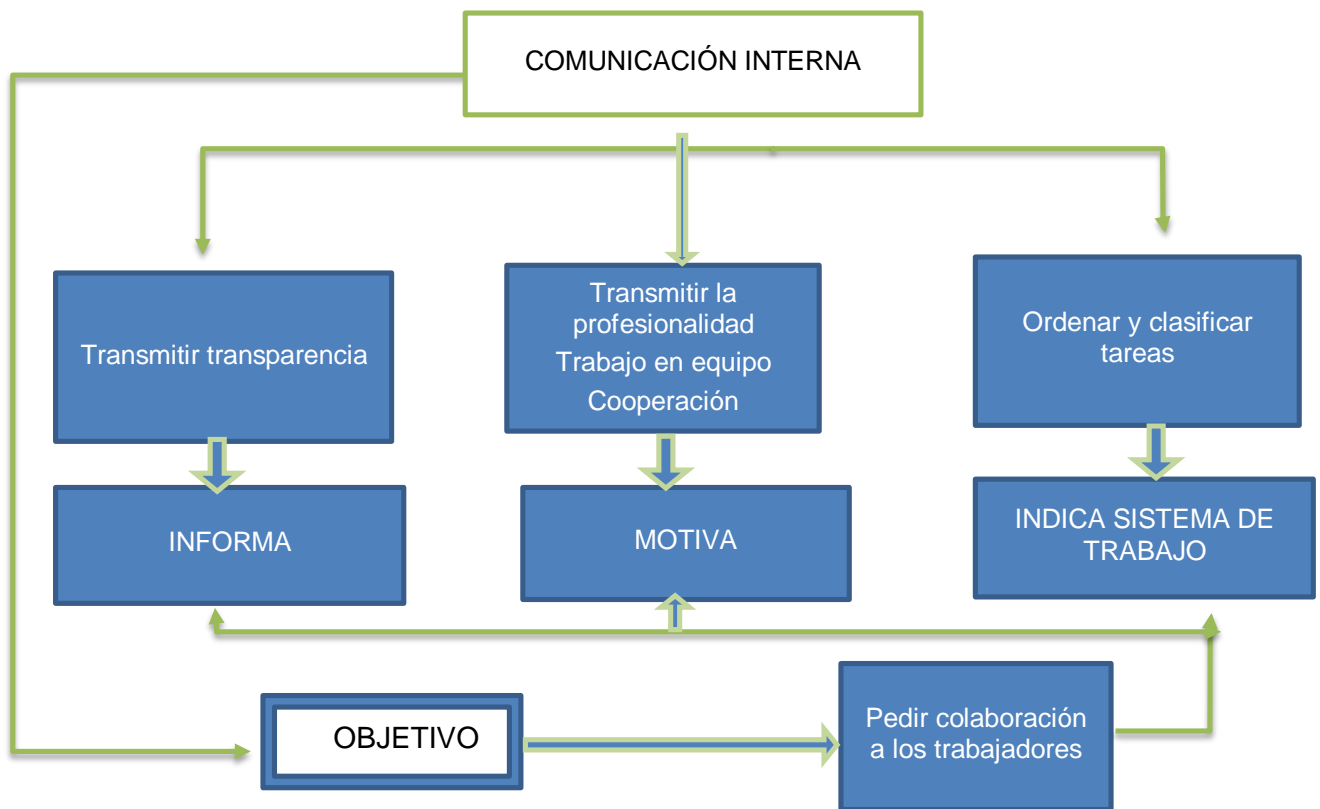 COMUNICACIÓN INTERNA
Transmitir transparencia
Transmitir la
profesionalidad
Trabajo en equipo
Cooperación
Ordenar y clasificar
tareas
INFORMA
MOTIVA
INDICA SISTEMA DE
TRABAJO
OBJETIVO
Pedir colaboración
a los trabajadores